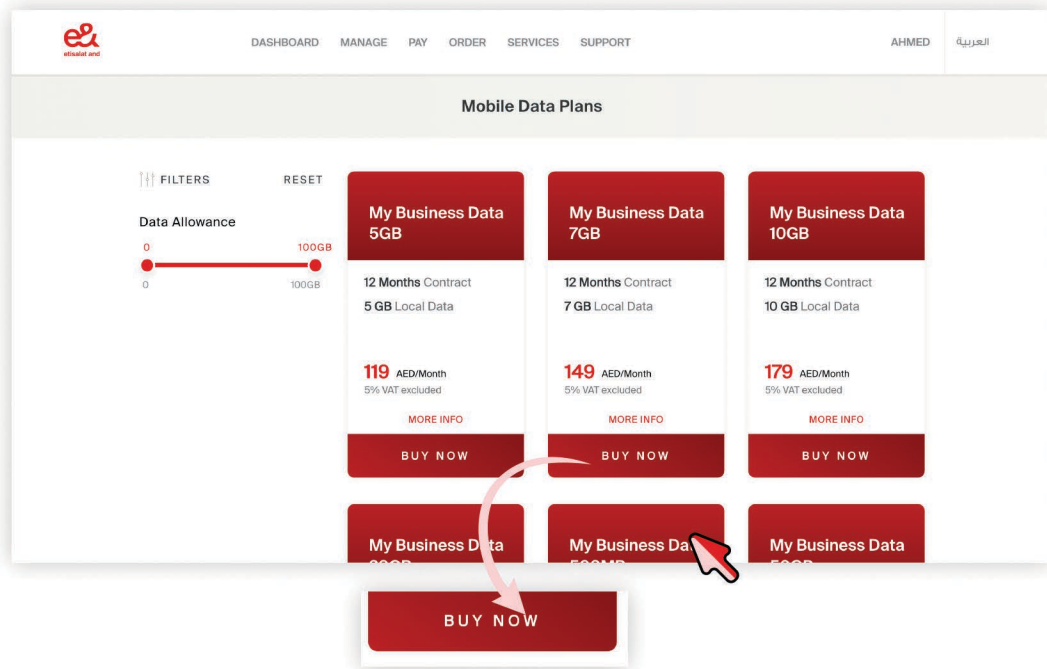 e&
etisalat and
DASHBOARD MANAGE PAY ORDER SERVICES SUPPORT
AHMED
العربية
Mobile Data Plans
FILTERS RESET
Data Allowance
0 100GB
0 100GB
My Business Data
5GB
12 Months Contract
5 GB Local Data
119 AED/Month
5% VAT excluded
MORE INFO
BUY NOW
My Business Data
7GB
12 Months Contract
7 GB Local Data
149 AED/Month
5% VAT excluded
MORE INFO
BUY NOW
My Business Data
10GB
12 Months Contract
10 GB Local Data
179 AED/Month
5% VAT excluded
MORE INFO
BUY NOW
My Business Data
My Business Da
My Business Data
BUY NOW